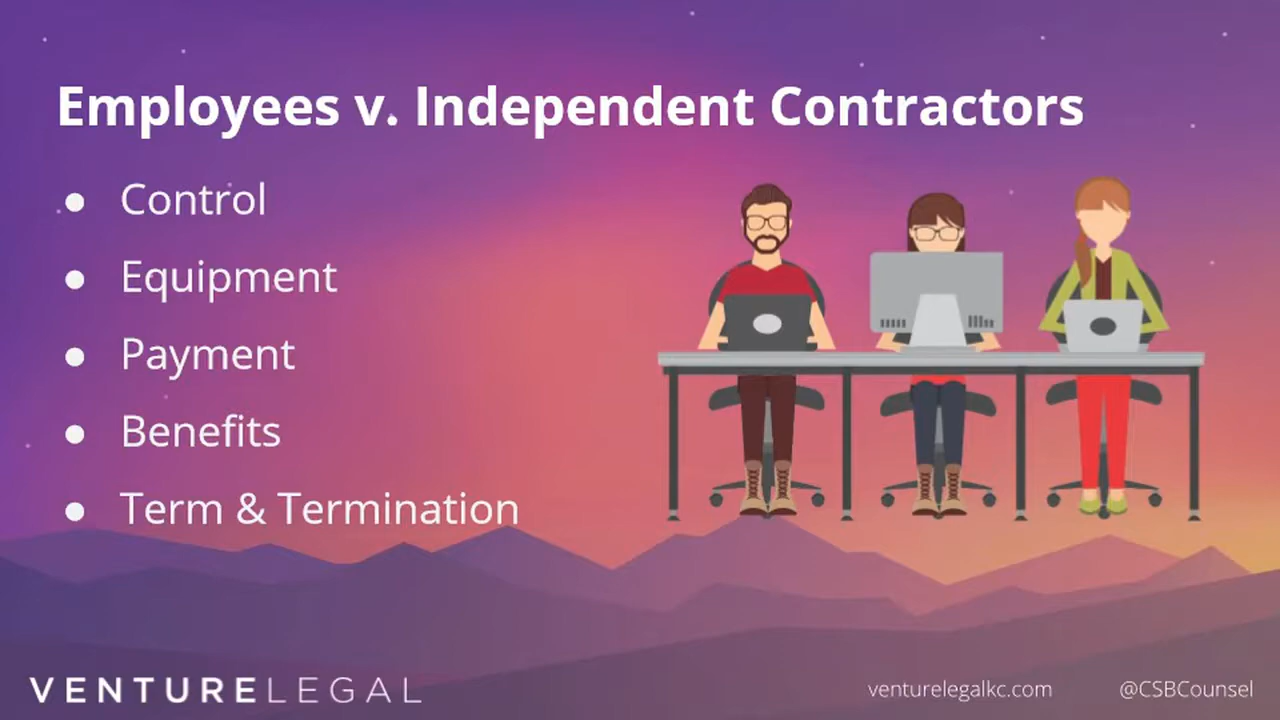 Employees v. Independent Contractors
● Control
● Equipment
● Payment
● Benefits
● Term & Termination
VENTURELEGAL
venturelegalkc.com
@CSBCounsel